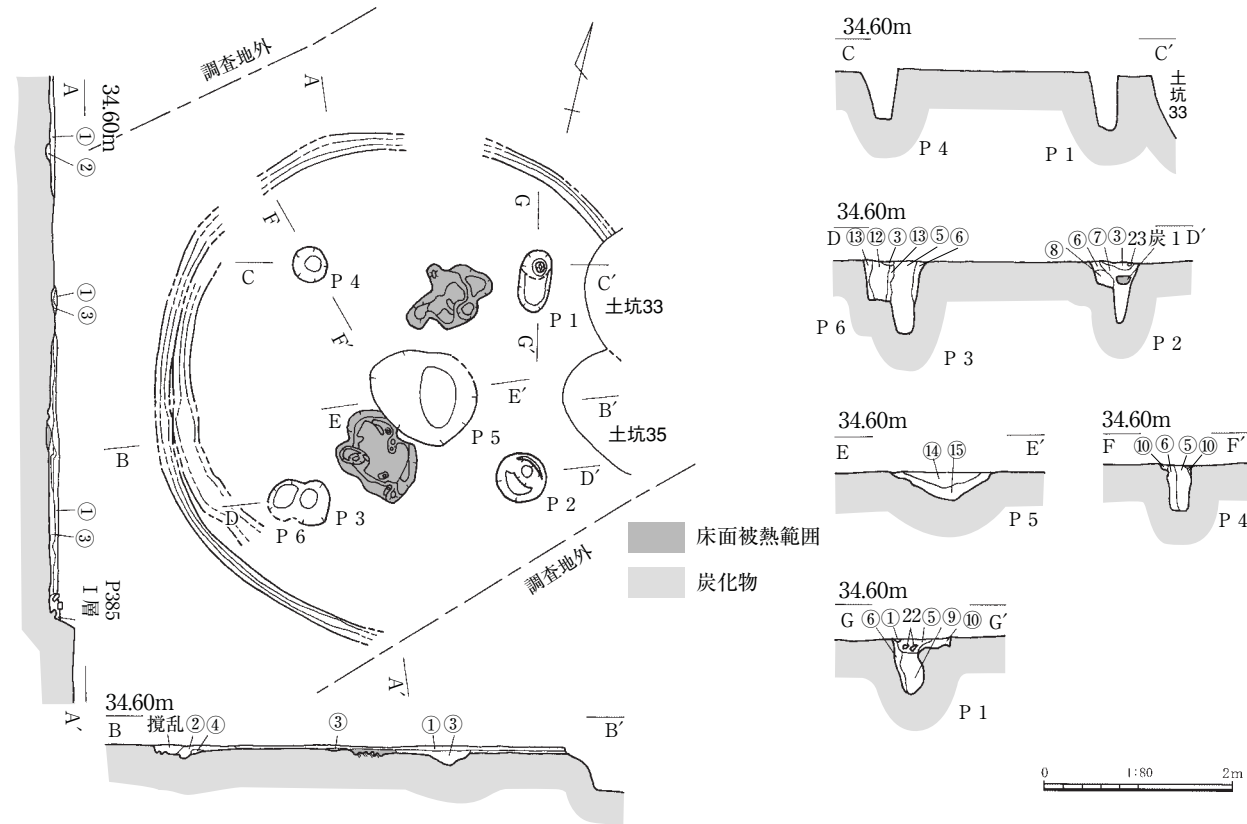 調査地外
A
34.60m
①
②
①
③
①
③
P385
Ⅰ層
A′
A
F
G
C
P 4
C′
P 1
土坑33
F′
G′
E′
E
P 5
B′
土坑35
B
D′
D
P 3
P 2
P 6
調査地外
A′
床面被熱範囲
炭化物
34.60m
B
撹乱
②
④
③
①
③
B′
34.60m
C
C′
土坑33
P 4
P 1
34.60m
D ⑬ ⑫ ③ ⑬ ⑤ ⑥
⑧ ⑥ ⑦ ③ 23 炭 1 D′
P 6
P 3
P 2
34.60m
E
⑭ ⑮
E′
P 5
34.60m
F
F′
⑩ ⑥ ⑤ ⑩
P 4
34.60m
G
G′
⑥ ① 22 ⑤ ⑨ ⑩
P 1
0 1:80 2m